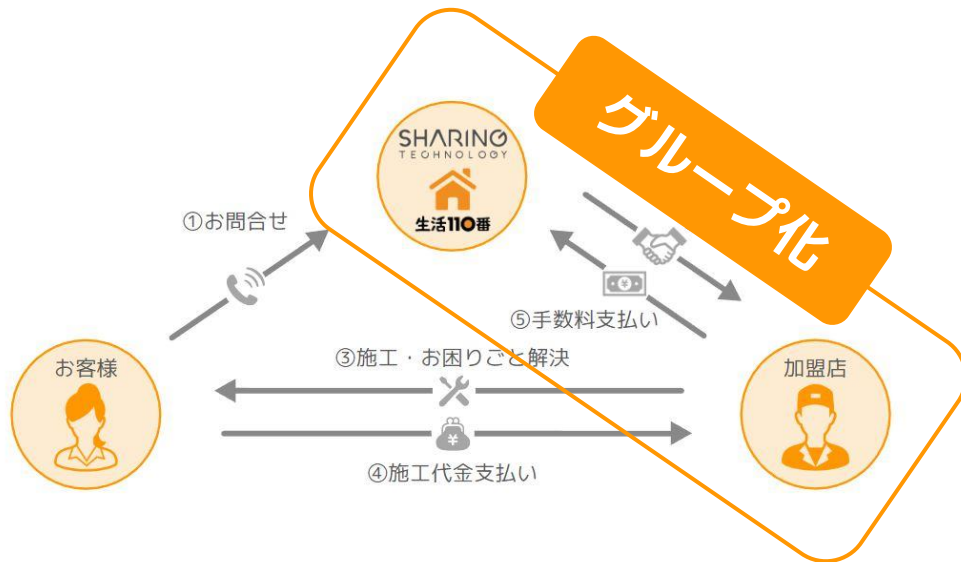 グループ化
SHARING
TECHNOLOGY
生活110番
①お問合せ
⑤手数料支払い
お客様
③施工・お困りごと解決
加盟店
¥
¥
④施工代金支払い